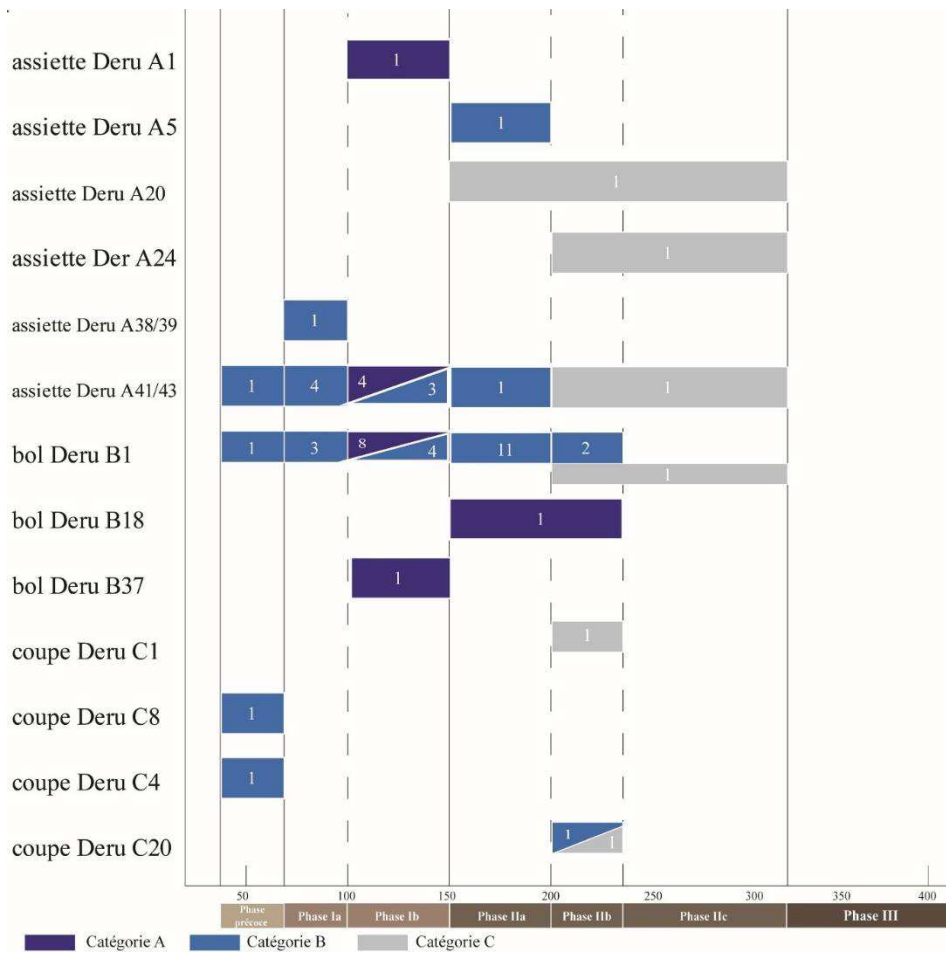 assiette Deru A1 1
assiette Deru A5 1
assiette Deru A20 1
assiette Der A24 1
assiette Deru A38/39 1
assiette Deru A41/43 1 4 4 3 1 1
bol Deru B1 1 3 8 4 11 2
1
bol Deru B18 1
bol Deru B37 1
coupe Deru C1 1
coupe Deru C8 1
coupe Deru C4 1
coupe Deru C20 1 1
50 100 150 200 250 300 350 400
Phase précoce Phase Ia Phase Ib Phase IIa Phase IIb Phase IIc Phase III
Catégorie A Catégorie B Catégorie C